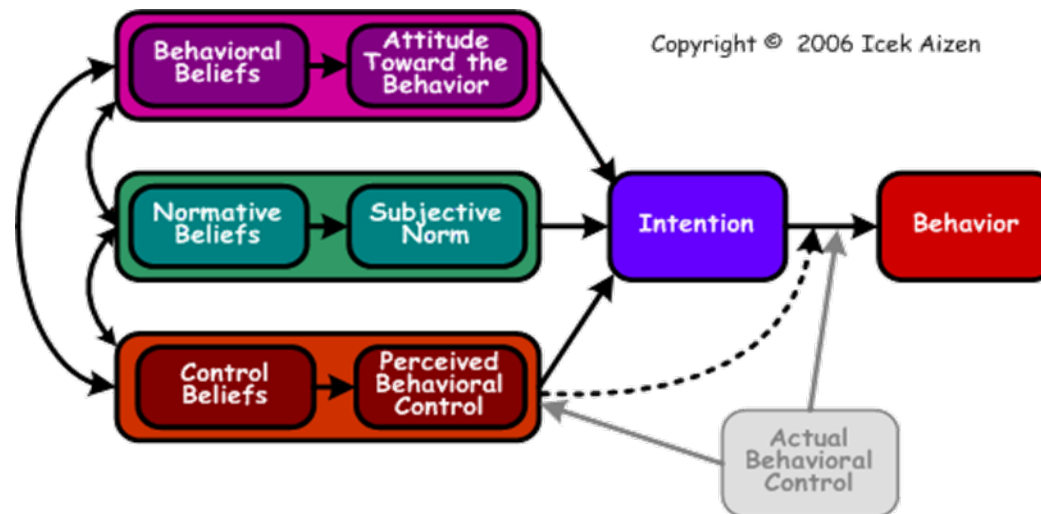 Behavioral
Beliefs
Attitude
Toward the
Behavior
Copyright © 2006 Icek Aizen
Normative
Beliefs
Subjective
Norm
Intention
Behavior
Control
Beliefs
Perceived
Behavioral
Control
Actual
Behavioral
Control